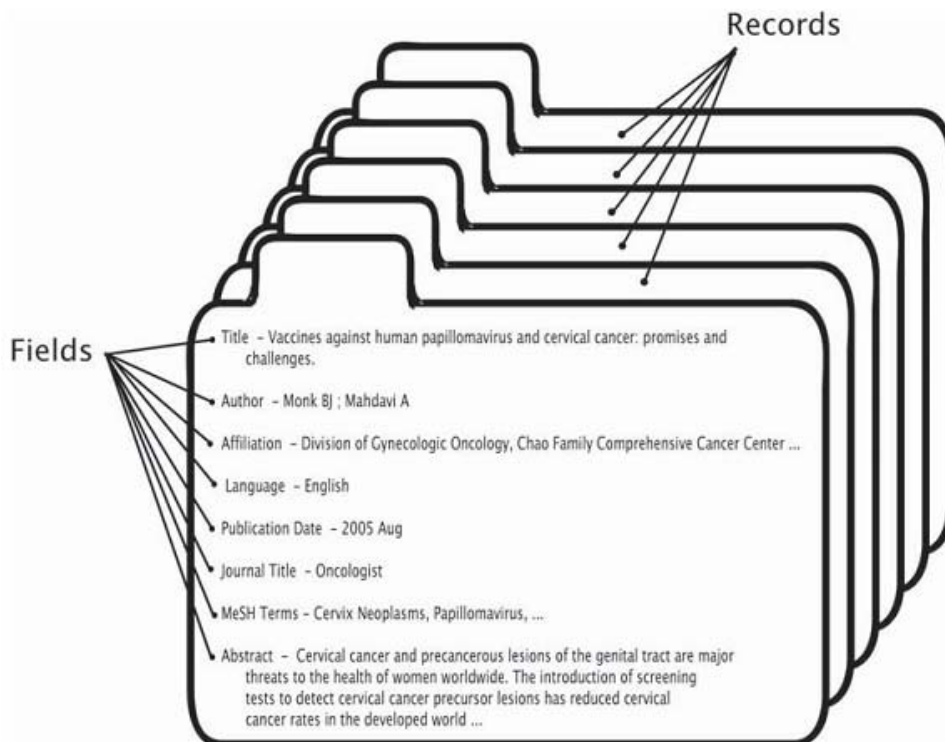 Records
Fields
Title – Vaccines against human papillomavirus and cervical cancer: promises and
challenges.
Author – Monk BJ ; Mahdavi A
Affiliation – Division of Gynecologic Oncology, Chao Family Comprehensive Cancer Center ...
Language – English
Publication Date – 2005 Aug
Journal Title – Oncologist
MeSH Terms – Cervix Neoplasms, Papillomavirus, ...
Abstract – Cervical cancer and precancerous lesions of the genital tract are major
threats to the health of women worldwide. The introduction of screening
tests to detect cervical cancer precursor lesions has reduced cervical
cancer rates in the developed world ...